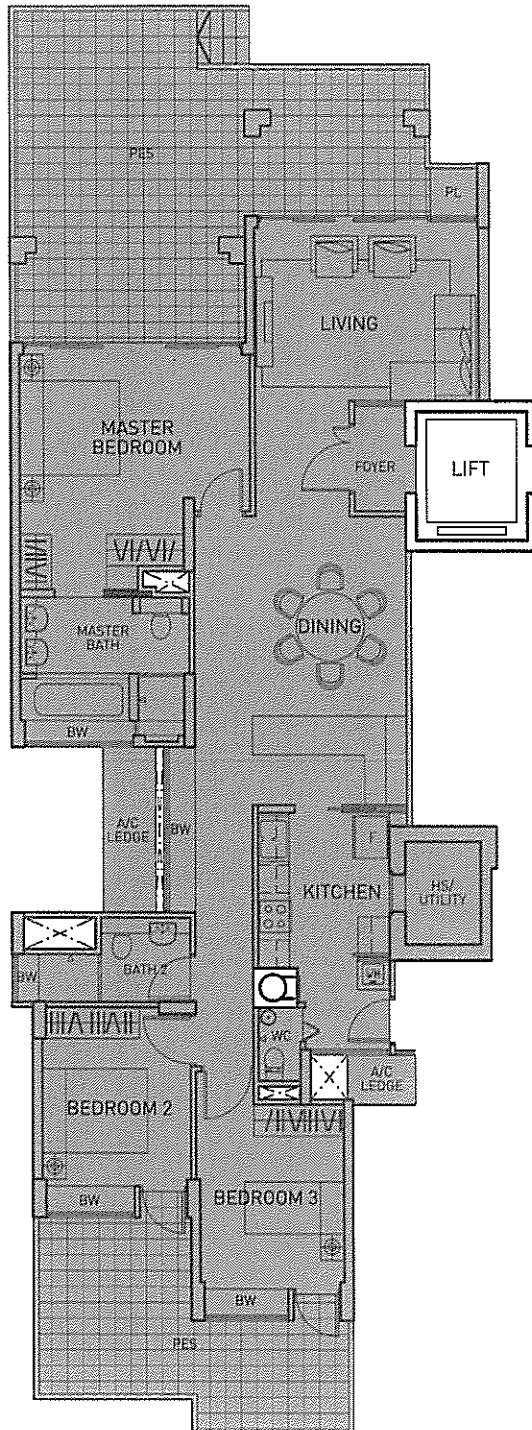 PES
PL
LIVING
MASTER
BEDROOM
FOYER
LIFT
DINING
MASTER
BATH
BW
A/C
LEDGE
BW
F
KITCHEN
HS/
UTILITY
BW
BATH 2
WM
WC
A/C
LEDGE
BEDROOM 2
BW
BEDROOM 3
BW
PES